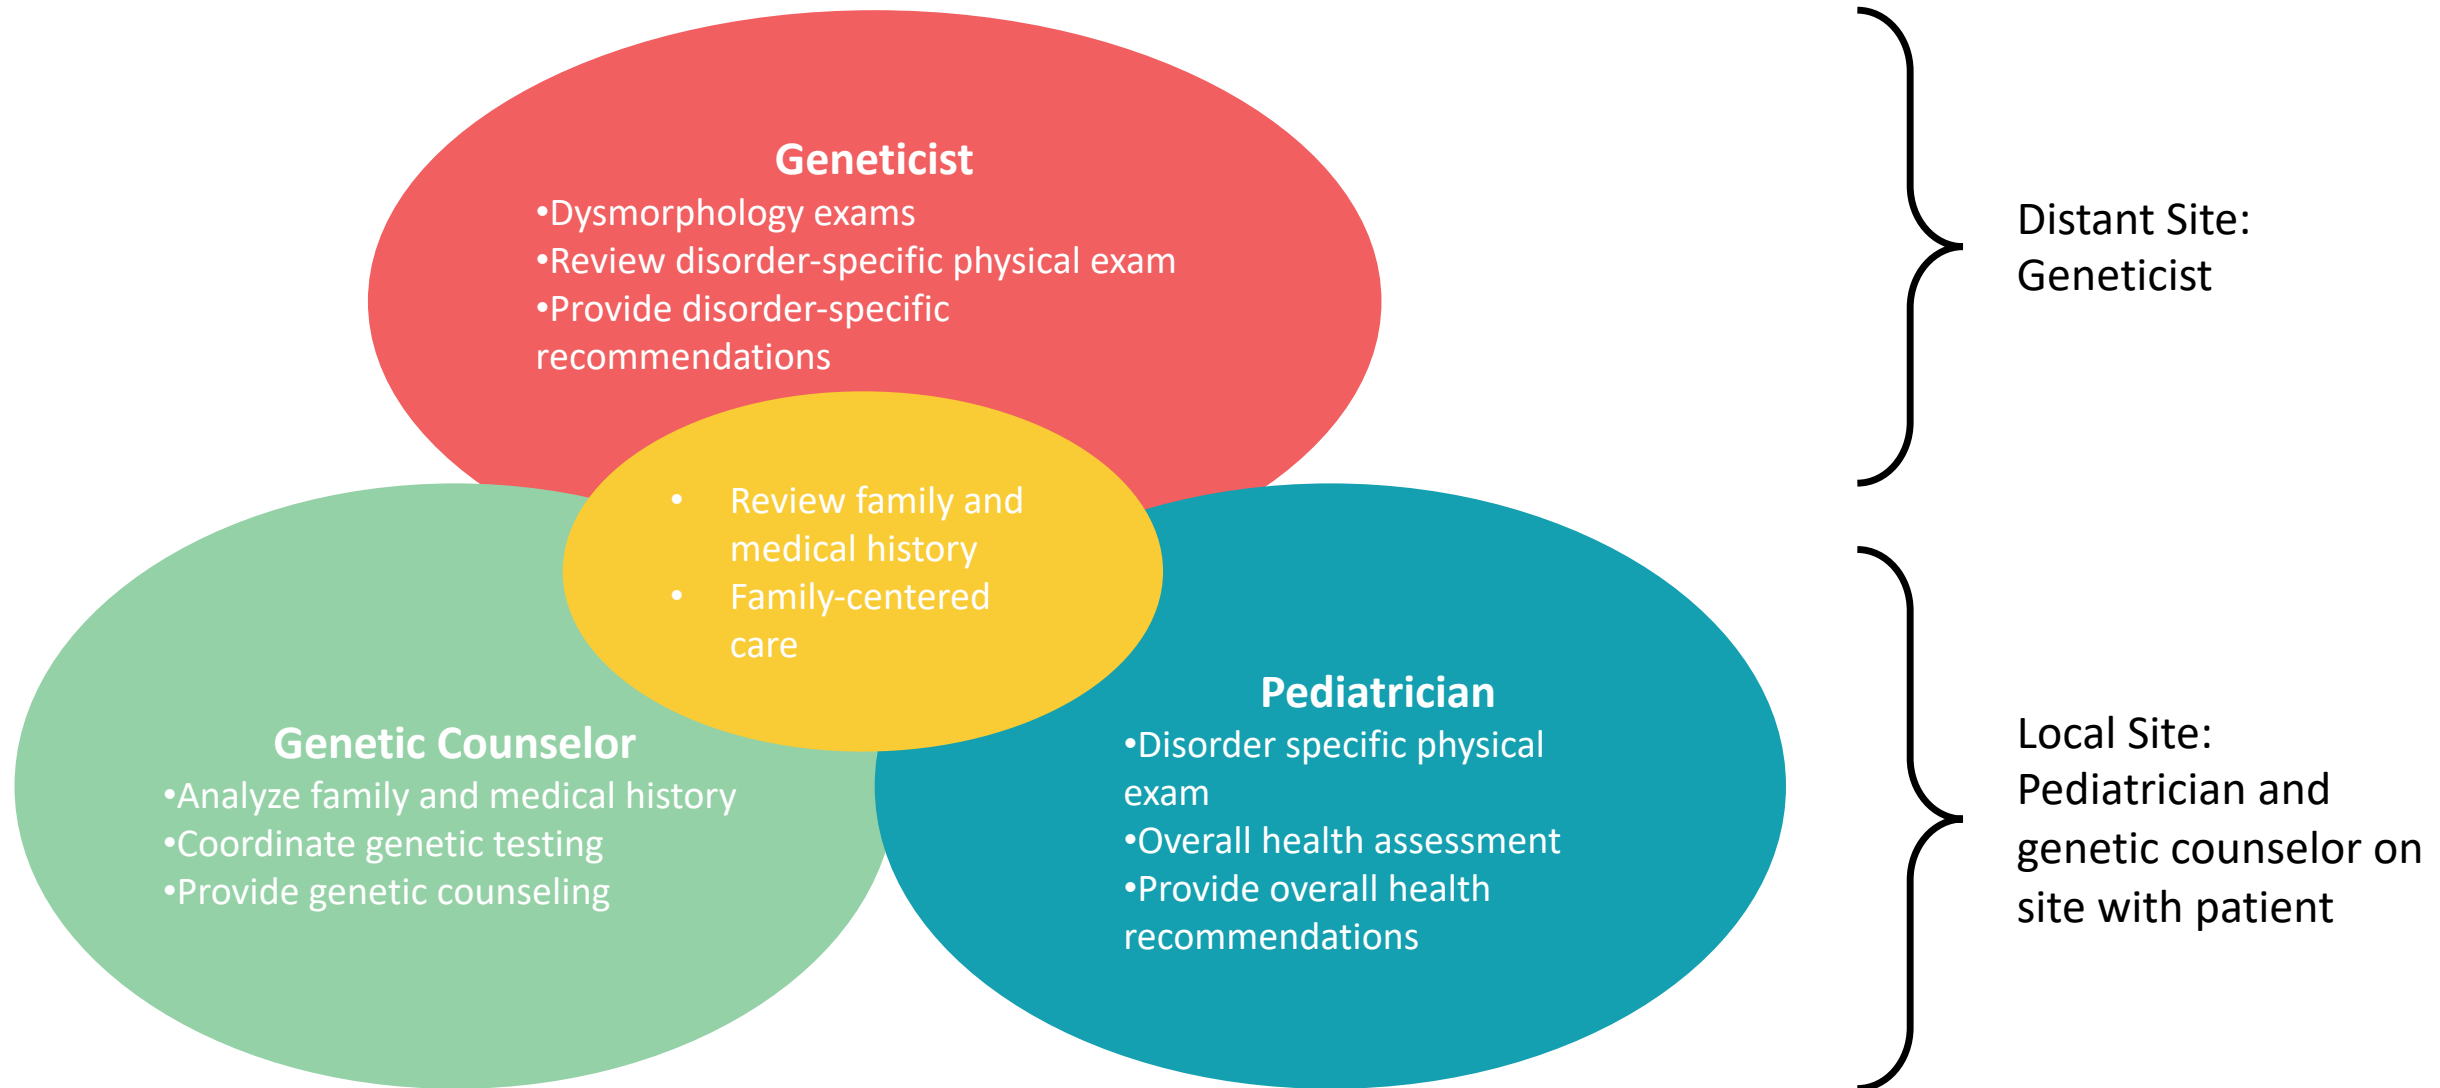 Geneticist
•Dysmorphology exams
•Review disorder-specific physical exam
•Provide disorder-specific
recommendations
Distant Site:
Geneticist
• Review family and
medical history
• Family-centered
care
Genetic Counselor
•Analyze family and medical history
•Coordinate genetic testing
•Provide genetic counseling
Pediatrician
•Disorder specific physical
exam
•Overall health assessment
•Provide overall health
recommendations
Local Site:
Pediatrician and
genetic counselor on
site with patient